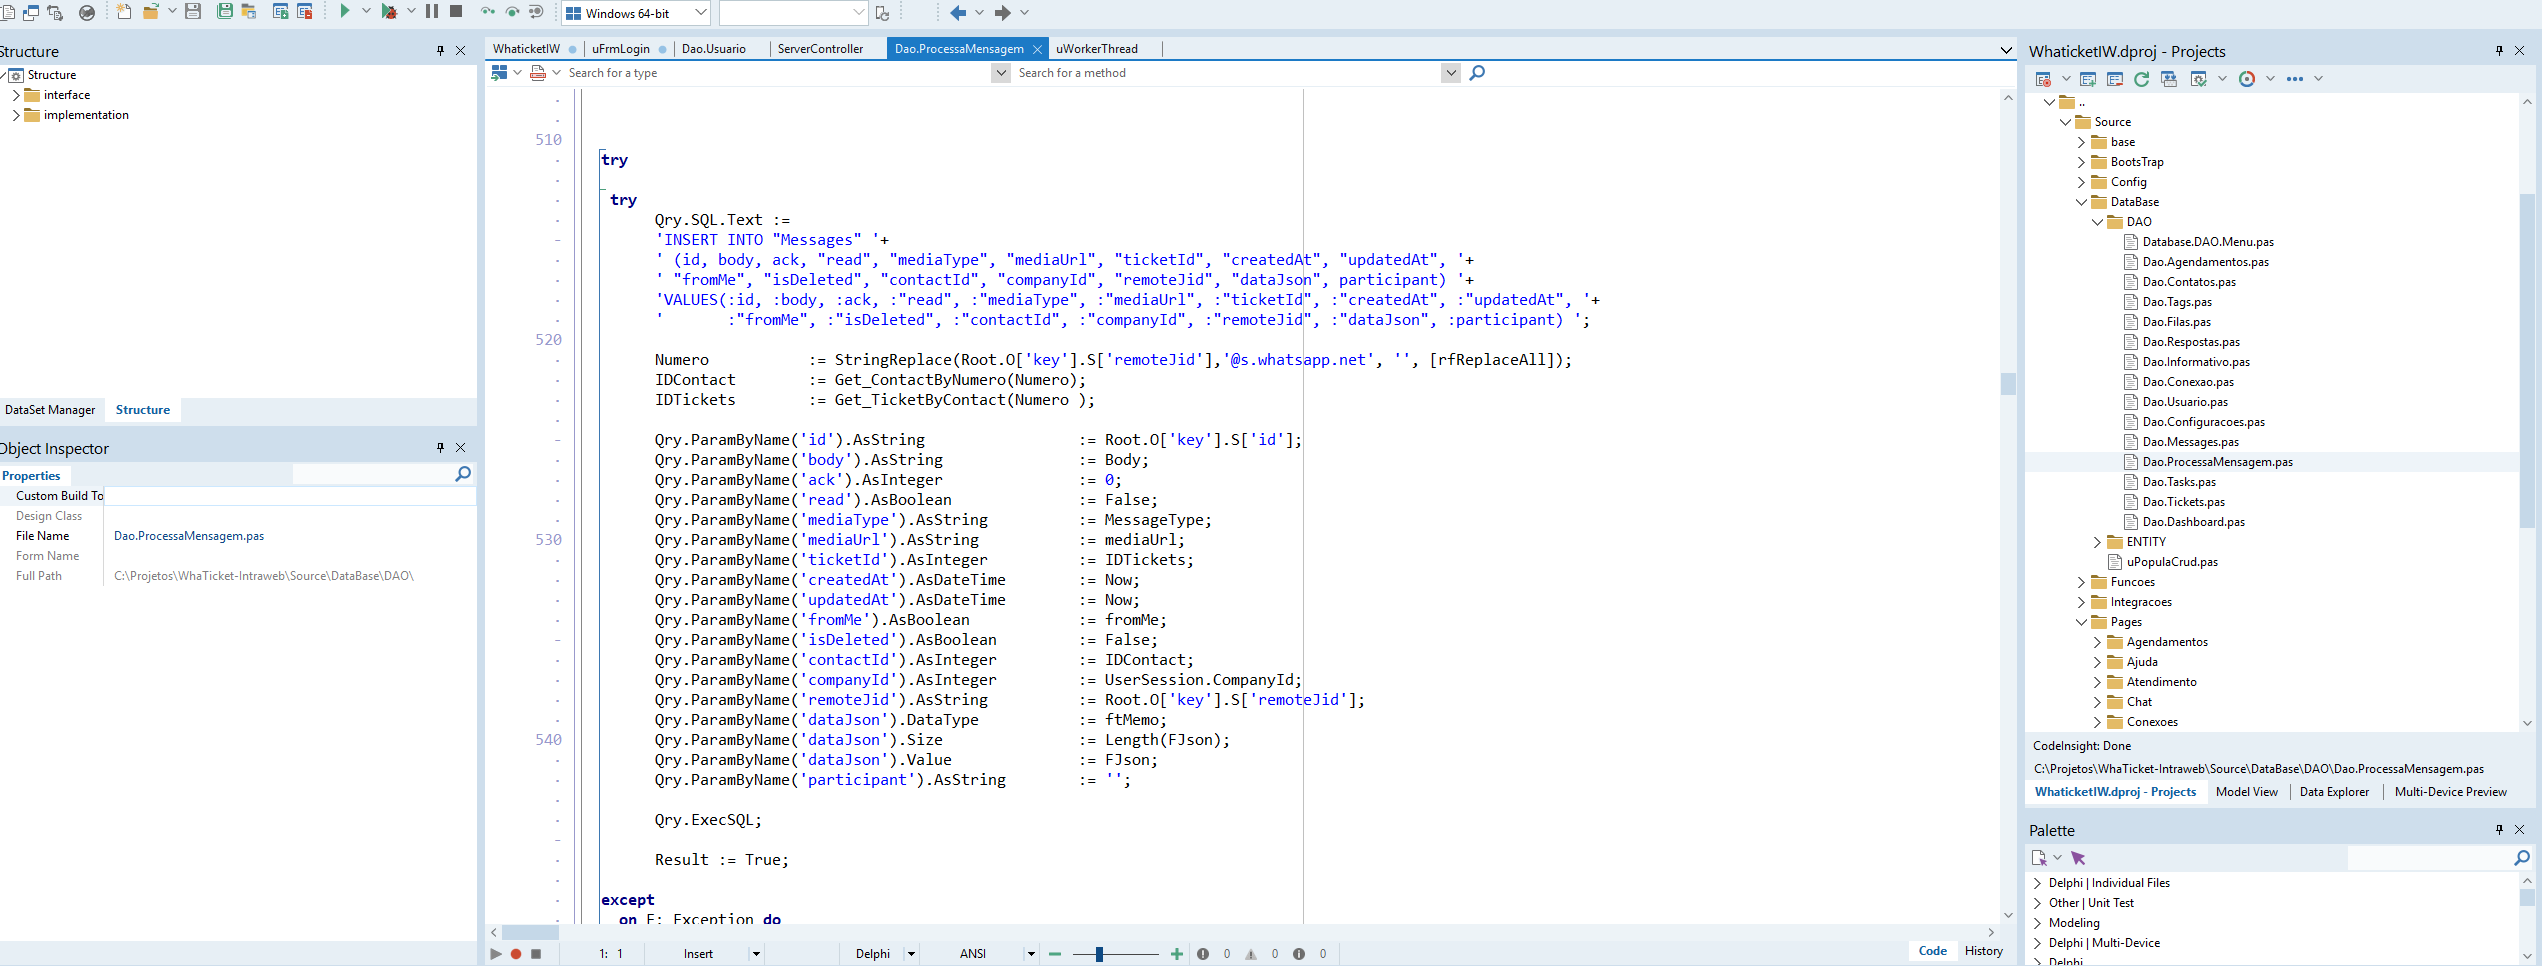 Windows 64-bit
Structure
Structure
interface
implementation
DataSet Manager
Structure
Object Inspector
Properties
Custom Build To
Design Class
File Name
Dao.ProcessaMensagem.pas
Form Name
Full Path
C:\Projetos\WhaTicket-Intraweb\Source\DataBase\DAO\
WhaticketIW
uFrmLogin
Dao.Usuario
ServerController
Dao.ProcessaMensagem
uWorkerThread
Search for a type
Search for a method
510
try
try
Qry.SQL.Text :=
'INSERT INTO "Messages" '+
' (id, body, ack, "read", "mediaType", "mediaUrl", "ticketId", "createdAt", "updatedAt", '+
' "fromMe", "isDeleted", "contactId", "companyId", "remoteJid", "dataJson", participant) '+
'VALUES(:id, :body, :ack, :"read", :"mediaType", :"mediaUrl", :"ticketId", :"createdAt", :"updatedAt", '+
'       :"fromMe", :"isDeleted", :"contactId", :"companyId", :"remoteJid", :"dataJson", :participant) ';
520
Numero           := StringReplace(Root.O['key'].S['remoteJid'],'@s.whatsapp.net', '', [rfReplaceAll]);
IDContact        := Get_ContactByNumero(Numero);
IDTickets        := Get_TicketByContact(Numero );
Qry.ParamByName('id').AsString                 := Root.O['key'].S['id'];
Qry.ParamByName('body').AsString               := Body;
Qry.ParamByName('ack').AsInteger               := 0;
Qry.ParamByName('read').AsBoolean              := False;
Qry.ParamByName('mediaType').AsString          := MessageType;
530 Qry.ParamByName('mediaUrl').AsString           := mediaUrl;
Qry.ParamByName('ticketId').AsInteger          := IDTickets;
Qry.ParamByName('createdAt').AsDateTime        := Now;
Qry.ParamByName('updatedAt').AsDateTime        := Now;
Qry.ParamByName('fromMe').AsBoolean            := fromMe;
Qry.ParamByName('isDeleted').AsBoolean         := False;
Qry.ParamByName('contactId').AsInteger         := IDContact;
Qry.ParamByName('companyId').AsInteger         := UserSession.CompanyId;
Qry.ParamByName('remoteJid').AsString          := Root.O['key'].S['remoteJid'];
Qry.ParamByName('dataJson').DataType           := ftMemo;
540 Qry.ParamByName('dataJson').Size               := Length(FJson);
Qry.ParamByName('dataJson').Value              := FJson;
Qry.ParamByName('participant').AsString        := '';
Qry.ExecSQL;
Result := True;
except
on E: Exception do
1: 1
Insert
Delphi
ANSI
0
0
0
Code
History
WhaticketIW.dproj - Projects
..
Source
base
BootsTrap
Config
DataBase
DAO
Database.DAO.Menu.pas
Dao.Agendamentos.pas
Dao.Contatos.pas
Dao.Tags.pas
Dao.Filas.pas
Dao.Respostas.pas
Dao.Informativo.pas
Dao.Conexao.pas
Dao.Usuario.pas
Dao.Configuracoes.pas
Dao.Messages.pas
Dao.ProcessaMensagem.pas
Dao.Tasks.pas
Dao.Tickets.pas
Dao.Dashboard.pas
ENTITY
uPopulaCrud.pas
Funcoes
Integracoes
Pages
Agendamentos
Ajuda
Atendimento
Chat
Conexoes
CodeInsight: Done
C:\Projetos\WhaTicket-Intraweb\Source\DataBase\DAO\Dao.ProcessaMensagem.pas
WhaticketIW.dproj - Projects
Model View
Data Explorer
Multi-Device Preview
Palette
Delphi | Individual Files
Other | Unit Test
Modeling
Delphi | Multi-Device
Delphi